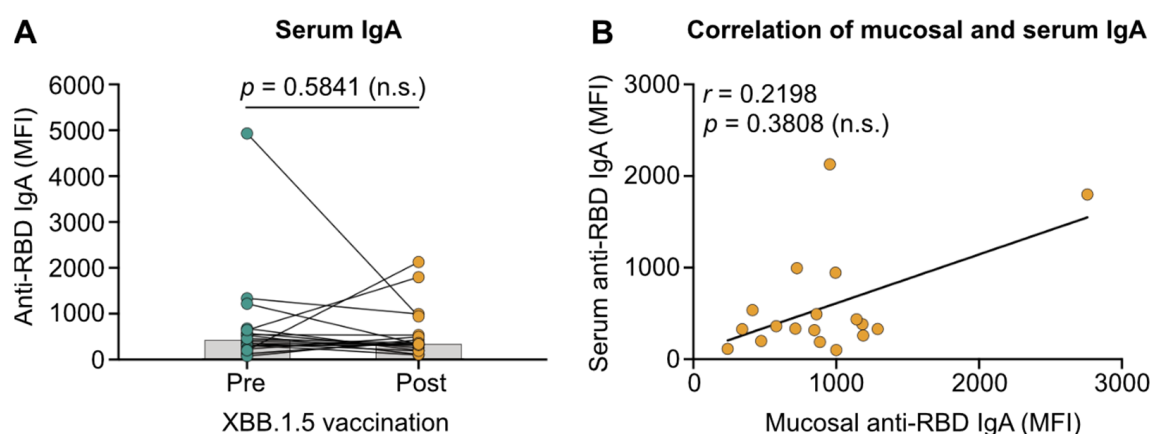 A
Serum IgA
p = 0.5841 (n.s.)
Anti-RBD IgA (MFI)
6000
5000
4000
3000
2000
1000
0
Pre
Post
XBB.1.5 vaccination
B
Correlation of mucosal and serum IgA
r = 0.2198
p = 0.3808 (n.s.)
Serum anti-RBD IgA (MFI)
3000
2000
1000
0
0
1000
2000
3000
Mucosal anti-RBD IgA (MFI)